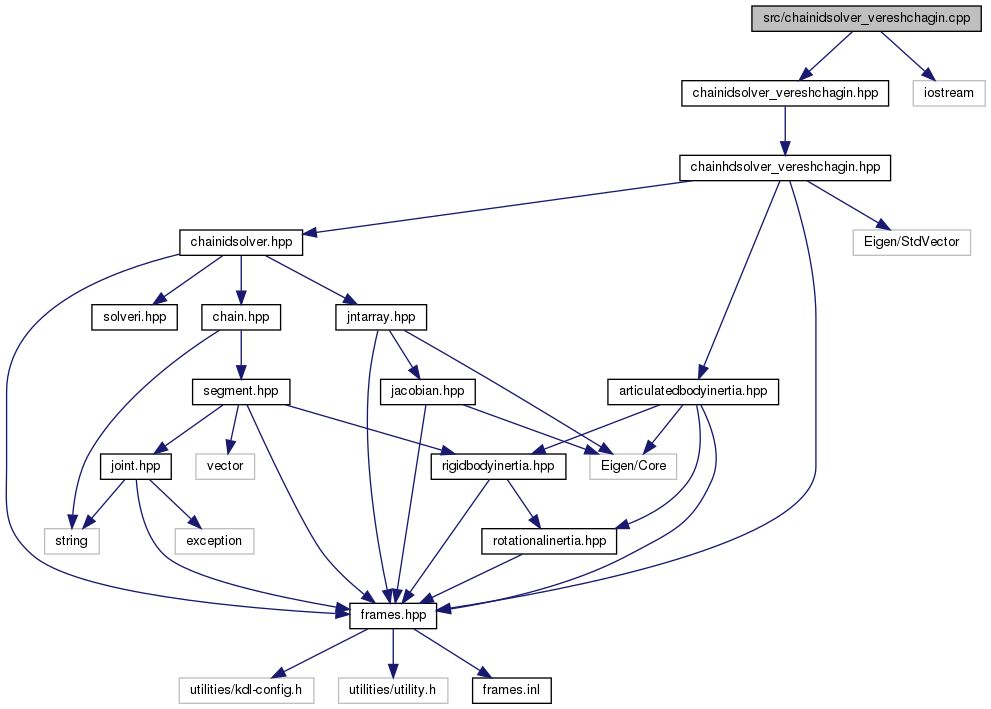 src/chainidsolver_vereshchagin.cpp
chainidsolver_vereshchagin.hpp
iostream
chainhdsolver_vereshchagin.hpp
chainidsolver.hpp
Eigen/StdVector
solveri.hpp
chain.hpp
jntarray.hpp
segment.hpp
jacobian.hpp
articulatedbodyinertia.hpp
joint.hpp
vector
rigidbodyinertia.hpp
Eigen/Core
string
exception
rotationalinertia.hpp
frames.hpp
utilities/kdl-config.h
utilities/utility.h
frames.inl